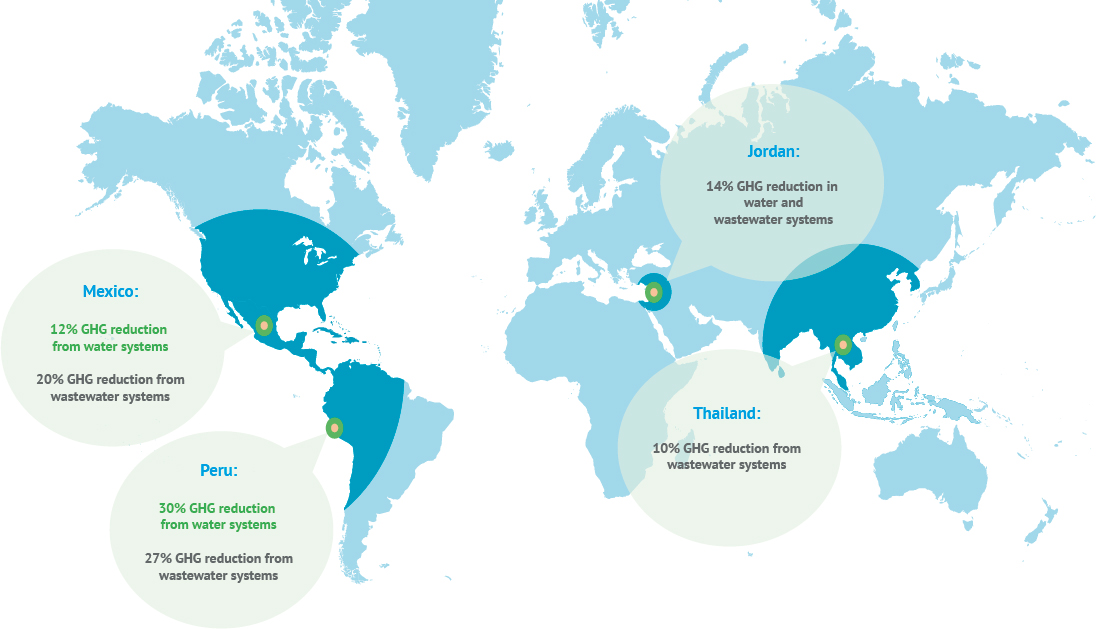 Jordan:
14% GHG reduction in
water and
wastewater systems
Mexico:
12% GHG reduction
from water systems
20% GHG reduction from
wastewater systems
Thailand:
10% GHG reduction from
wastewater systems
Peru:
30% GHG reduction
from water systems
27% GHG reduction from
wastewater systems